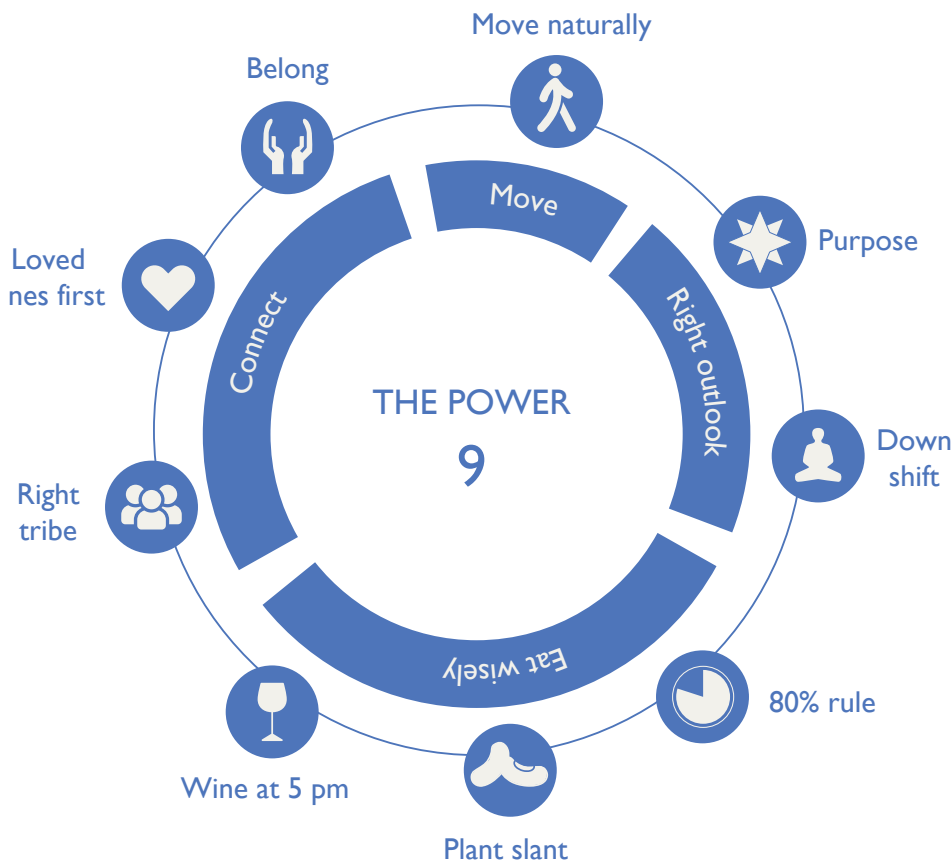 Move naturally
Belong
Move
Purpose
Loved
nes first
Connect
Right outlook
THE POWER
9
Down
shift
Right
tribe
Eat wisely
80% rule
Wine at 5 pm
Plant slant